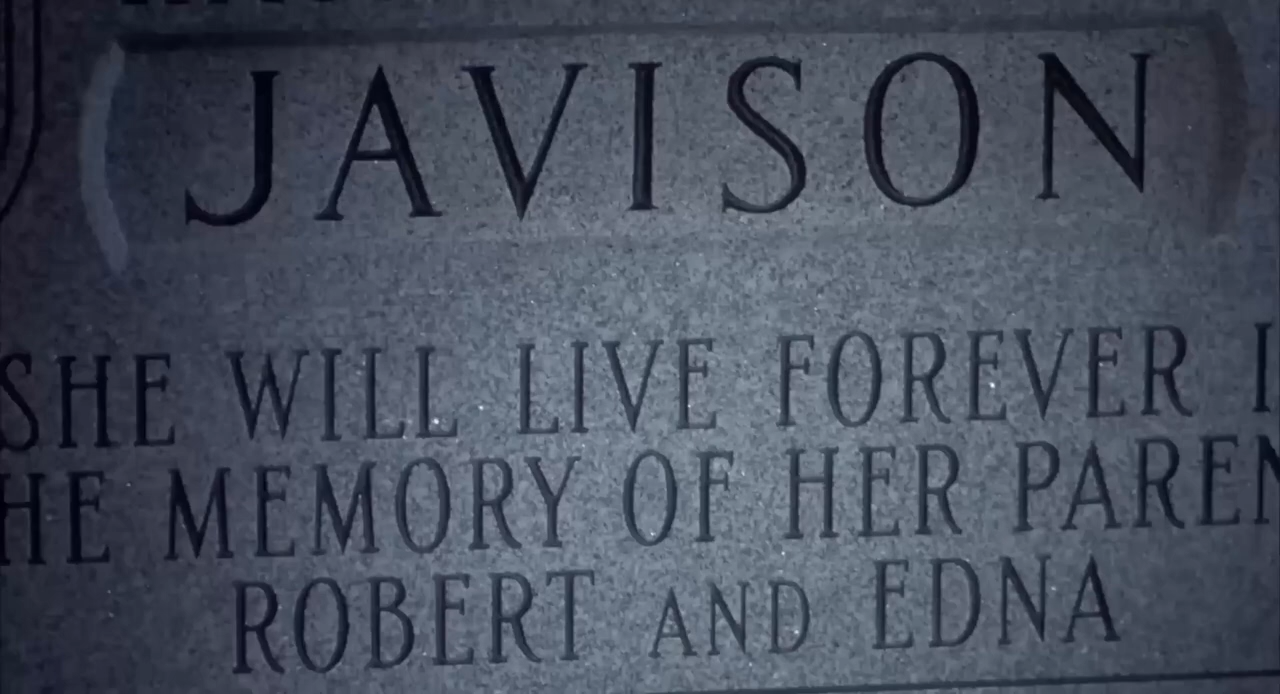 JAVISON
SHE WILL LIVE FOREVER I
HE MEMORY OF HER PAREN
ROBERT AND EDNA